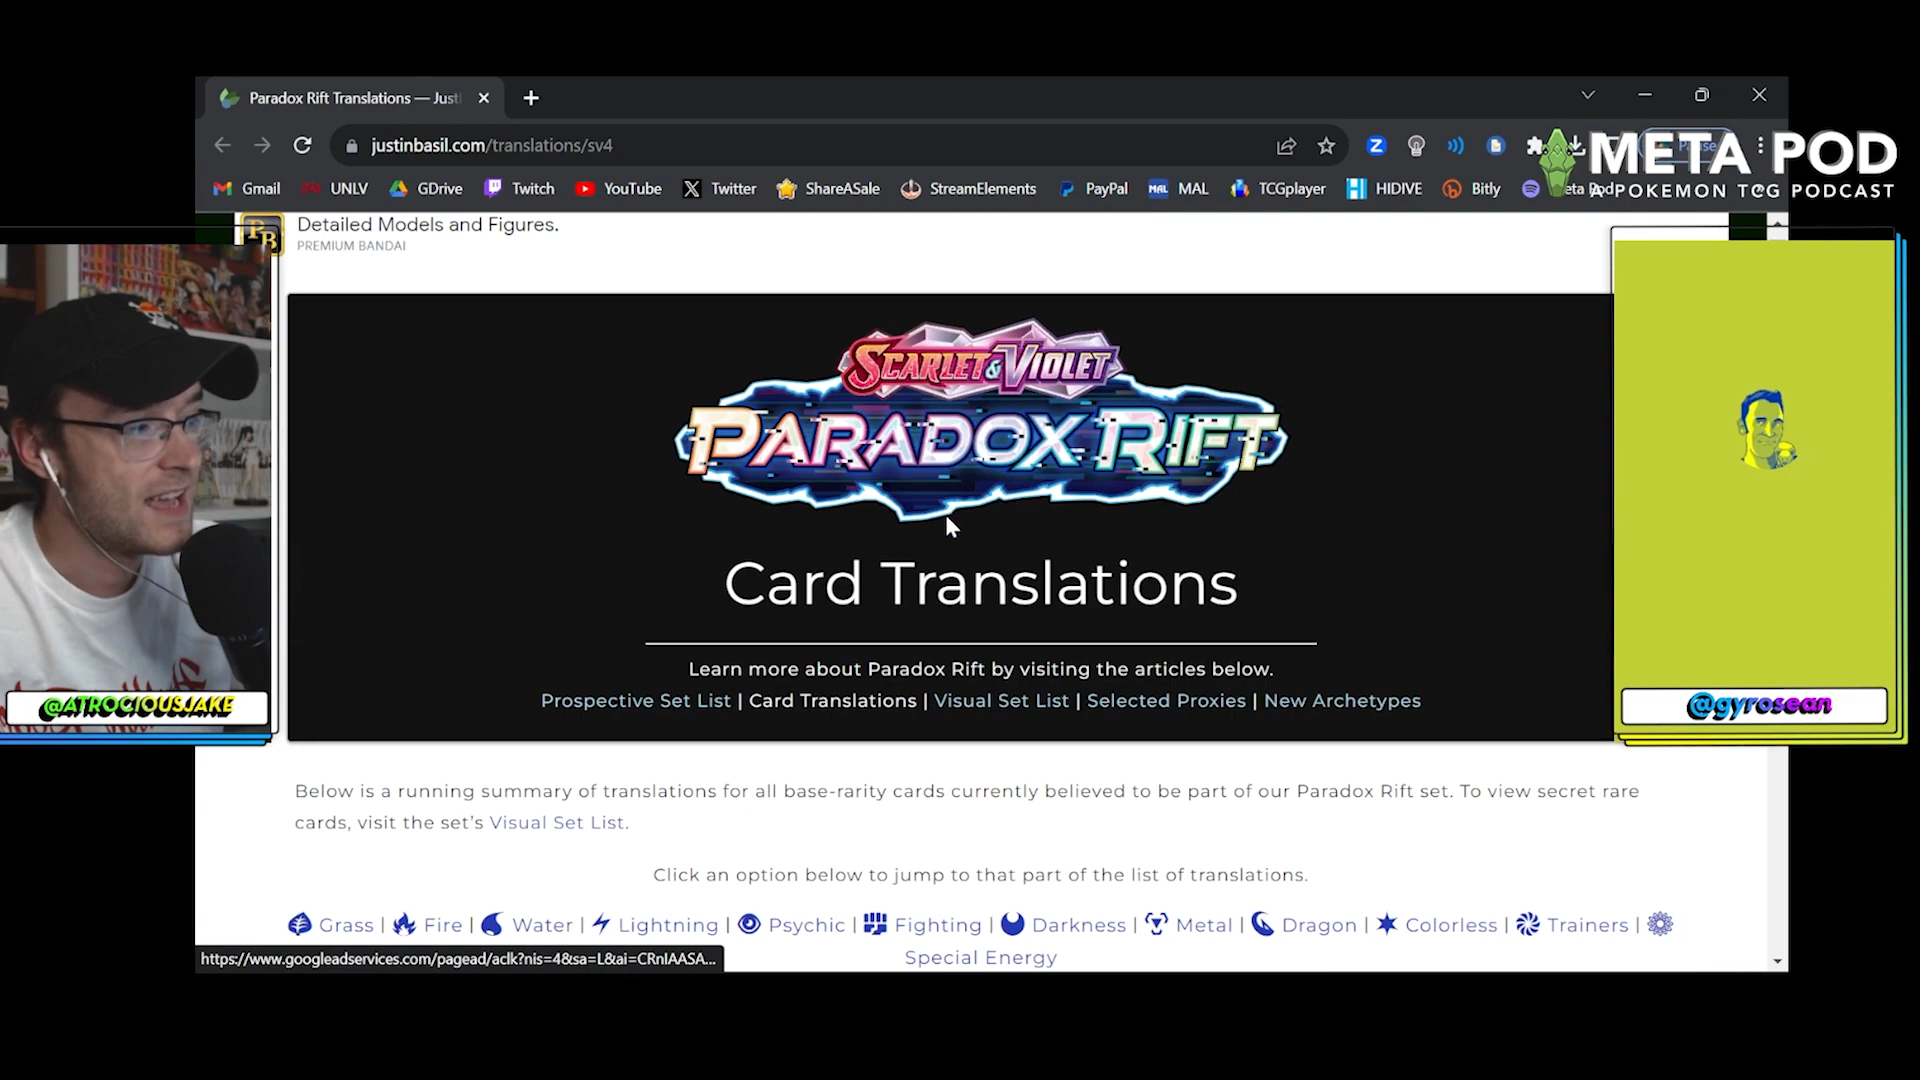 Paradox Rift Translations — Just
justinbasil.com/translations/sv4
META POD
A POKEMON TCG PODCAST
Gmail UNLV GDrive Twitch YouTube Twitter ShareASale StreamElements PayPal MAL TCGplayer HIDIVE Bitly
Detailed Models and Figures.
PREMIUM BANDAI
PB
SCARLET & VIOLET
PARADOX RIFT
Card Translations
Learn more about Paradox Rift by visiting the articles below.
Prospective Set List | Card Translations | Visual Set List | Selected Proxies | New Archetypes
@ATROCIOUSJAKE
@gyrosean
Below is a running summary of translations for all base-rarity cards currently believed to be part of our Paradox Rift set. To view secret rare
cards, visit the set's Visual Set List.
Click an option below to jump to that part of the list of translations.
Grass | Fire | Water | Lightning | Psychic | Fighting | Darkness | Metal | Dragon | Colorless | Trainers |
Special Energy
https://www.googleadservices.com/pagead/aclk?nis=4&sa=L&ai=CRnIAASA...